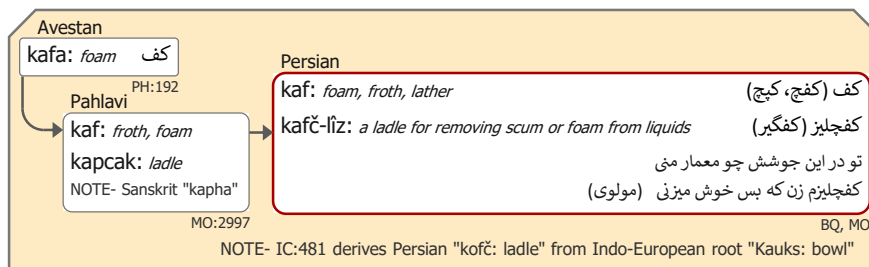 Avestan
kafa: foam کف
PH:192
Pahlavi
kaf: froth, foam
kapcak: ladle
NOTE- Sanskrit "kapha"
MO:2997
Persian
kaf: foam, froth, lather کف (کفچ، کپچ)
kafč-lîz: a ladle for removing scum or foam from liquids کفچلیز (کفگیر)
تو در این جوشش چو معمار منی
کفچلیزم زن که بس خوش میزنی (مولوی)
BQ, MO
NOTE- IC:481 derives Persian "kofč: ladle" from Indo-European root "Kauks: bowl"